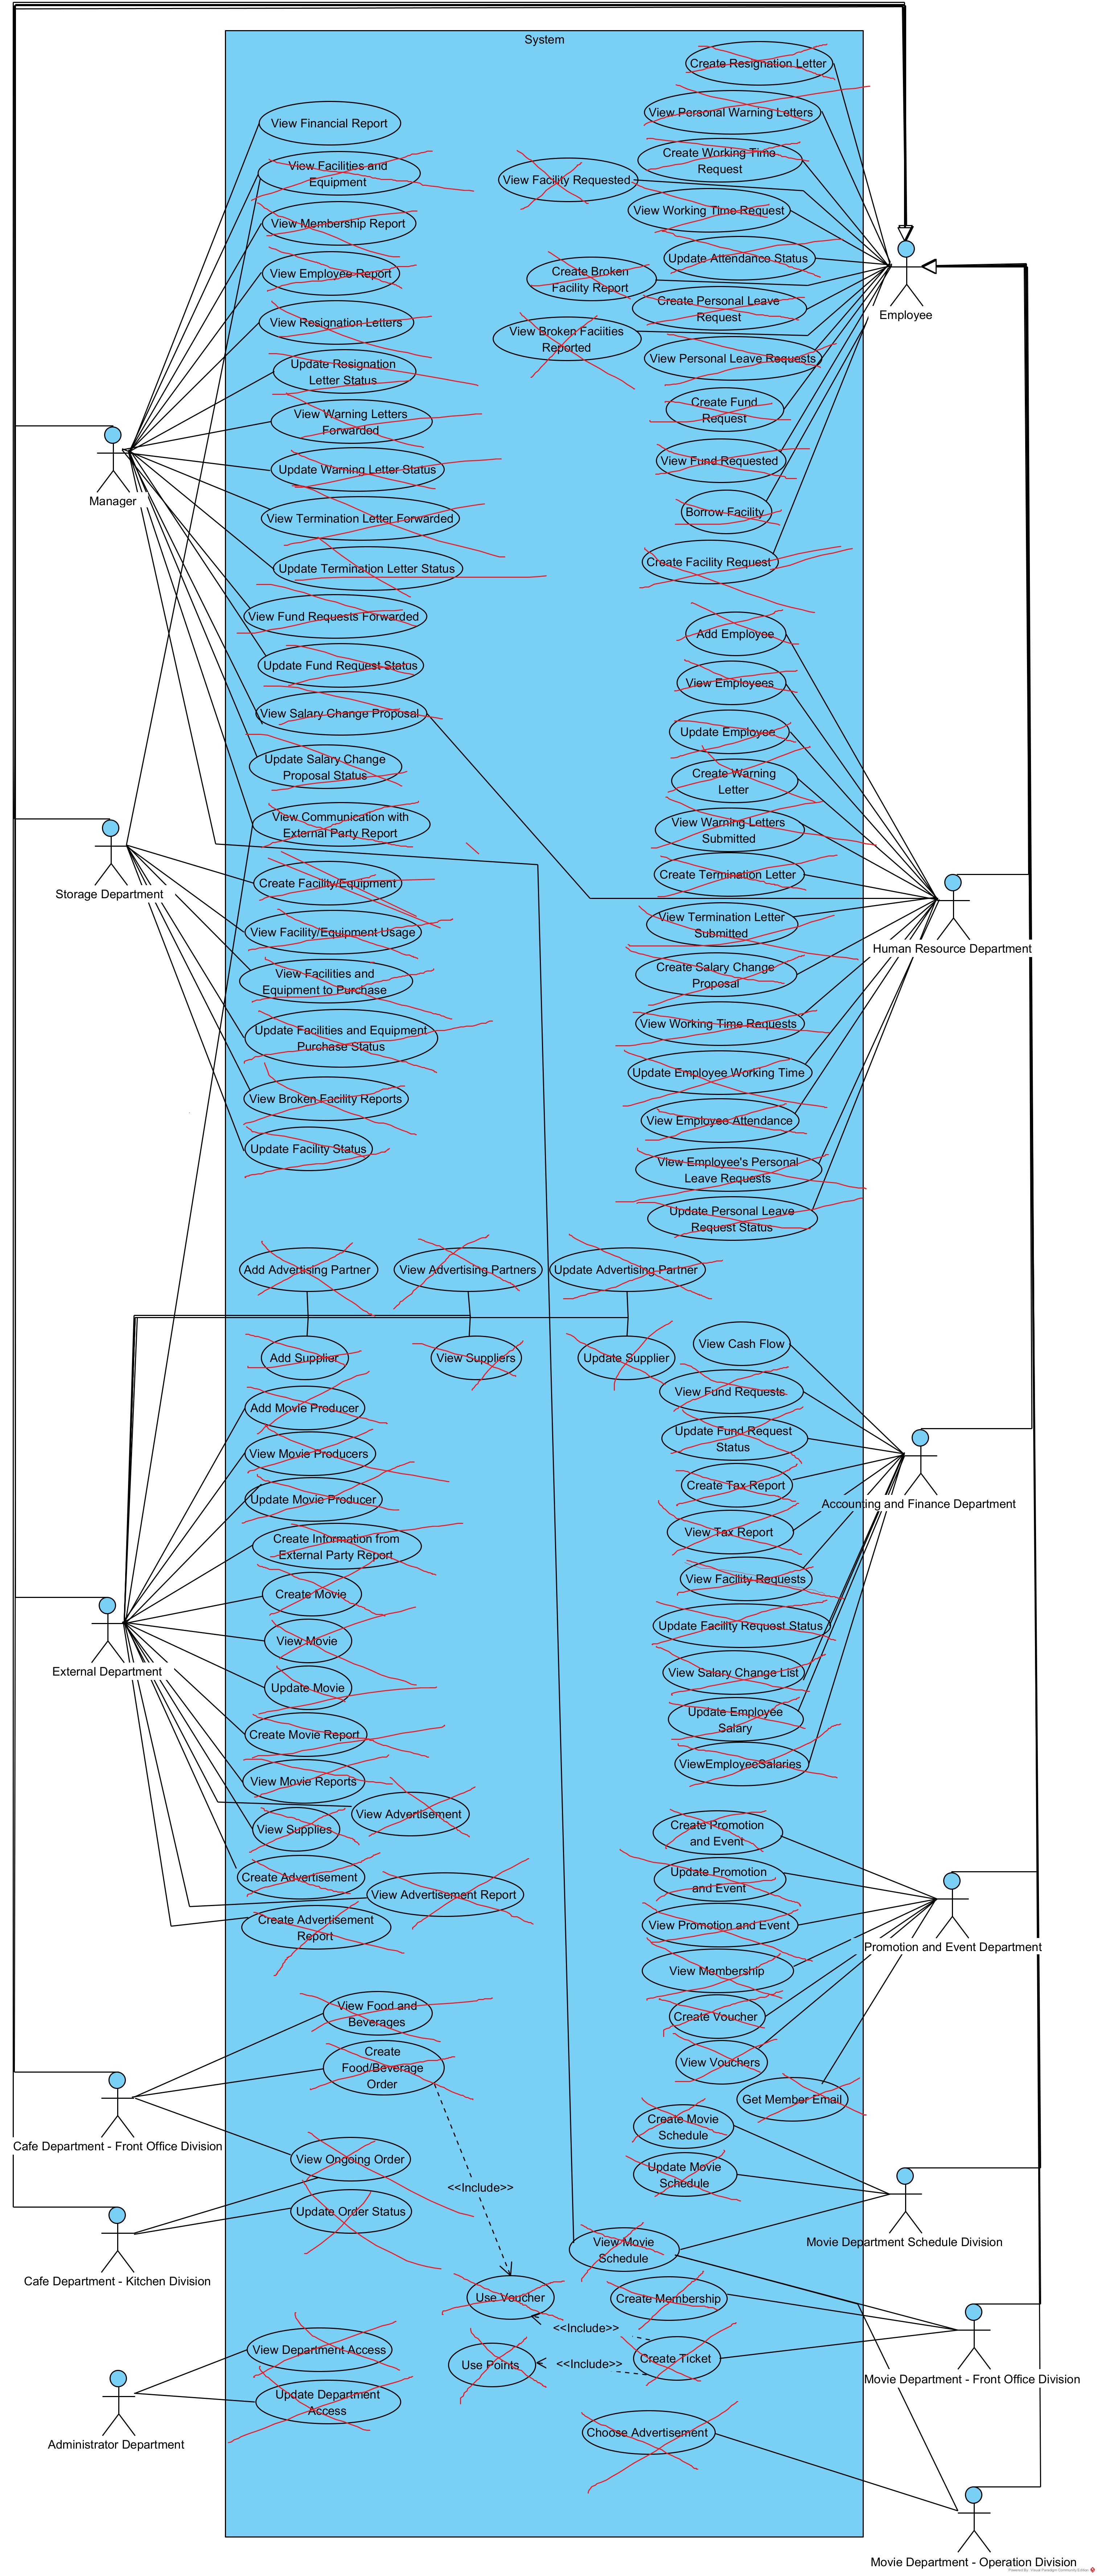 System
Create Resignation Letter
View Personal Warning Letters
View Financial Report
Create Working Time
Request
View Facilities and
Equipment
View Facility Requested
View Working Time Request
View Membership Report
Update Attendance Status
Create Broken
Facility Report
View Employee Report
Employee
Create Personal Leave
Request
View Resignation Letters
View Broken Facilities
Reported
View Personal Leave Requests
Update Resignation
Letter Status
Create Fund
Request
View Warning Letters
Forwarded
View Fund Requested
Update Warning Letter Status
Manager
Borrow Facility
View Termination Letter Forwarded
Create Facility Request
Update Termination Letter Status
View Fund Requests Forwarded
Add Employee
Update Fund Request Status
View Employees
View Salary Change Proposal
Update Employee
Update Salary Change
Proposal Status
Create Warning
Letter
View Communication with
External Party Report
View Warning Letters
Submitted
Storage Department
Create Facility/Equipment
Create Termination Letter
View Facility/Equipment Usage
View Termination Letter
Submitted
Human Resource Department
View Facilities and
Equipment to Purchase
Create Salary Change
Proposal
Update Facilities and Equipment
Purchase Status
View Working Time Requests
Update Employee Working Time
View Broken Facility Reports
View Employee Attendance
Update Facility Status
View Employee's Personal
Leave Requests
Update Personal Leave
Request Status
Add Advertising Partner
View Advertising Partners
Update Advertising Partner
View Cash Flow
Add Supplier
View Suppliers
Update Supplier
View Fund Requests
Add Movie Producer
Update Fund Request
Status
View Movie Producers
Create Tax Report
Update Movie Producer
Accounting and Finance Department
View Tax Report
Create Information from
External Party Report
View Facility Requests
Create Movie
Update Facility Request Status
View Movie
External Department
View Salary Change List
Update Movie
Update Employee
Salary
Create Movie Report
ViewEmployeeSalaries
View Movie Reports
View Advertisement
View Supplies
Create Promotion
and Event
Create Advertisement
Update Promotion
and Event
View Advertisement Report
Create Advertisement
Report
View Promotion and Event
Promotion and Event Department
View Membership
View Food and
Beverages
Create Voucher
Create
Food/Beverage
Order
View Vouchers
Get Member Email
Create Movie
Schedule
Cafe Department - Front Office Division
View Ongoing Order
Update Movie
Schedule
<<Include>>
Update Order Status
Movie Department Schedule Division
View Movie
Schedule
Cafe Department - Kitchen Division
Use Voucher
Create Membership
<<Include>>
View Department Access
Create Ticket
Use Points
<<Include>>
Movie Department - Front Office Division
Update Department
Access
Choose Advertisement
Administrator Department
Movie Department - Operation Division
Powered By Visual Paradigm Community Edition